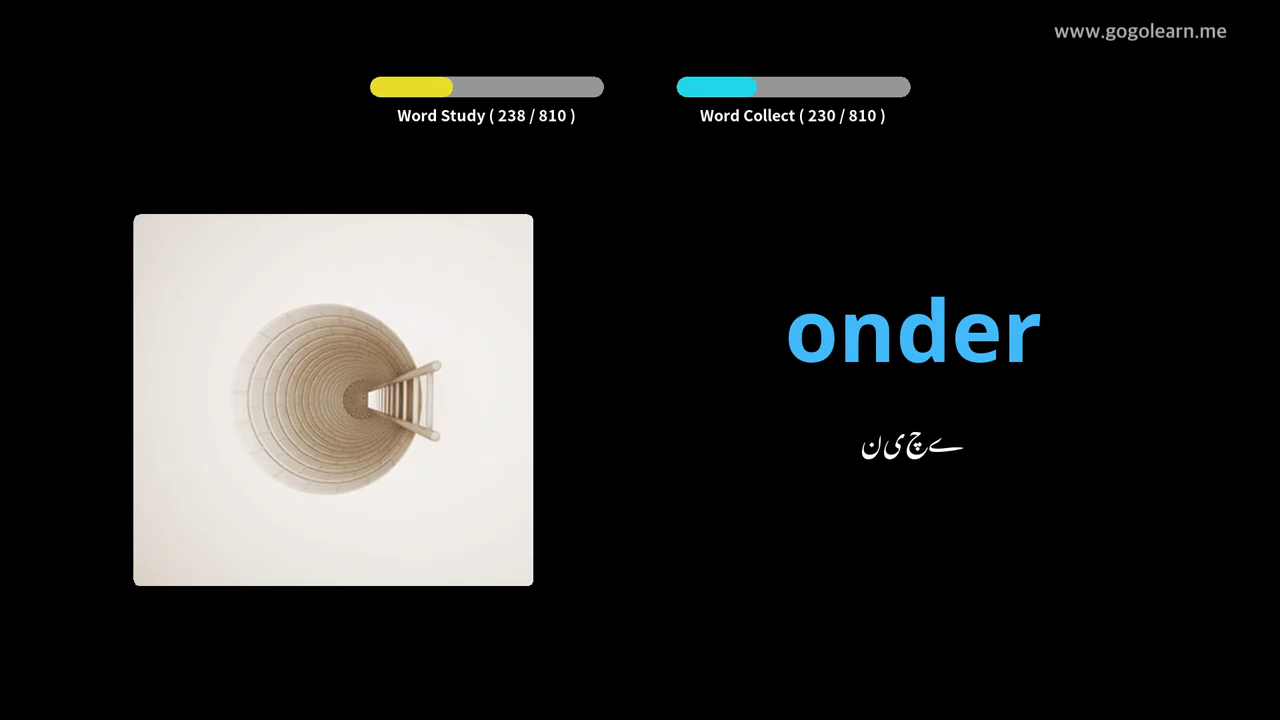 www.gogolearn.me
Word Study ( 238 / 810 )
Word Collect ( 230 / 810 )
onder
نیچے